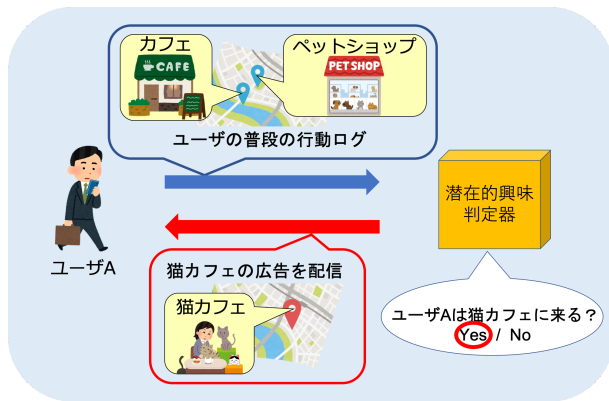 カフェ
CAFE
ペットショップ
PET SHOP
ユーザの普段の行動ログ
ユーザA
潜在的興味
判定器
猫カフェの広告を配信
猫カフェ
ユーザAは猫カフェに来る？
Yes / No